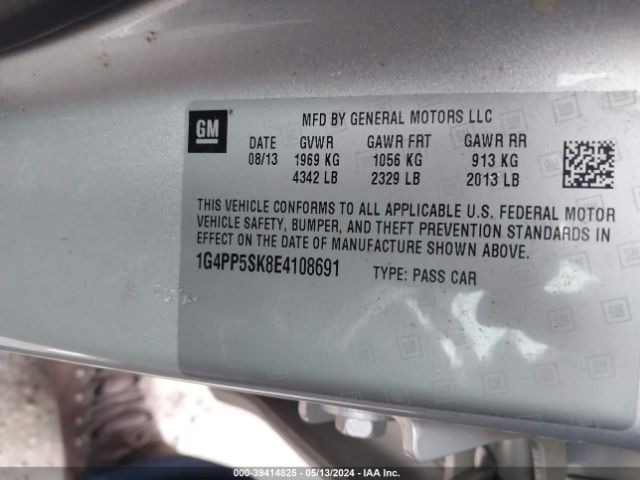 GM
MFD BY GENERAL MOTORS LLC
DATE GVWR GAWR FRT GAWR RR
08/13 1969 KG 1056 KG 913 KG
4342 LB 2329 LB 2013 LB
THIS VEHICLE CONFORMS TO ALL APPLICABLE U.S. FEDERAL MOTOR
VEHICLE SAFETY, BUMPER, AND THEFT PREVENTION STANDARDS IN
EFFECT ON THE DATE OF MANUFACTURE SHOWN ABOVE.
1G4PP5SK8E4108691 TYPE: PASS CAR
000-39414825 - 05/13/2024 - IAA Inc.